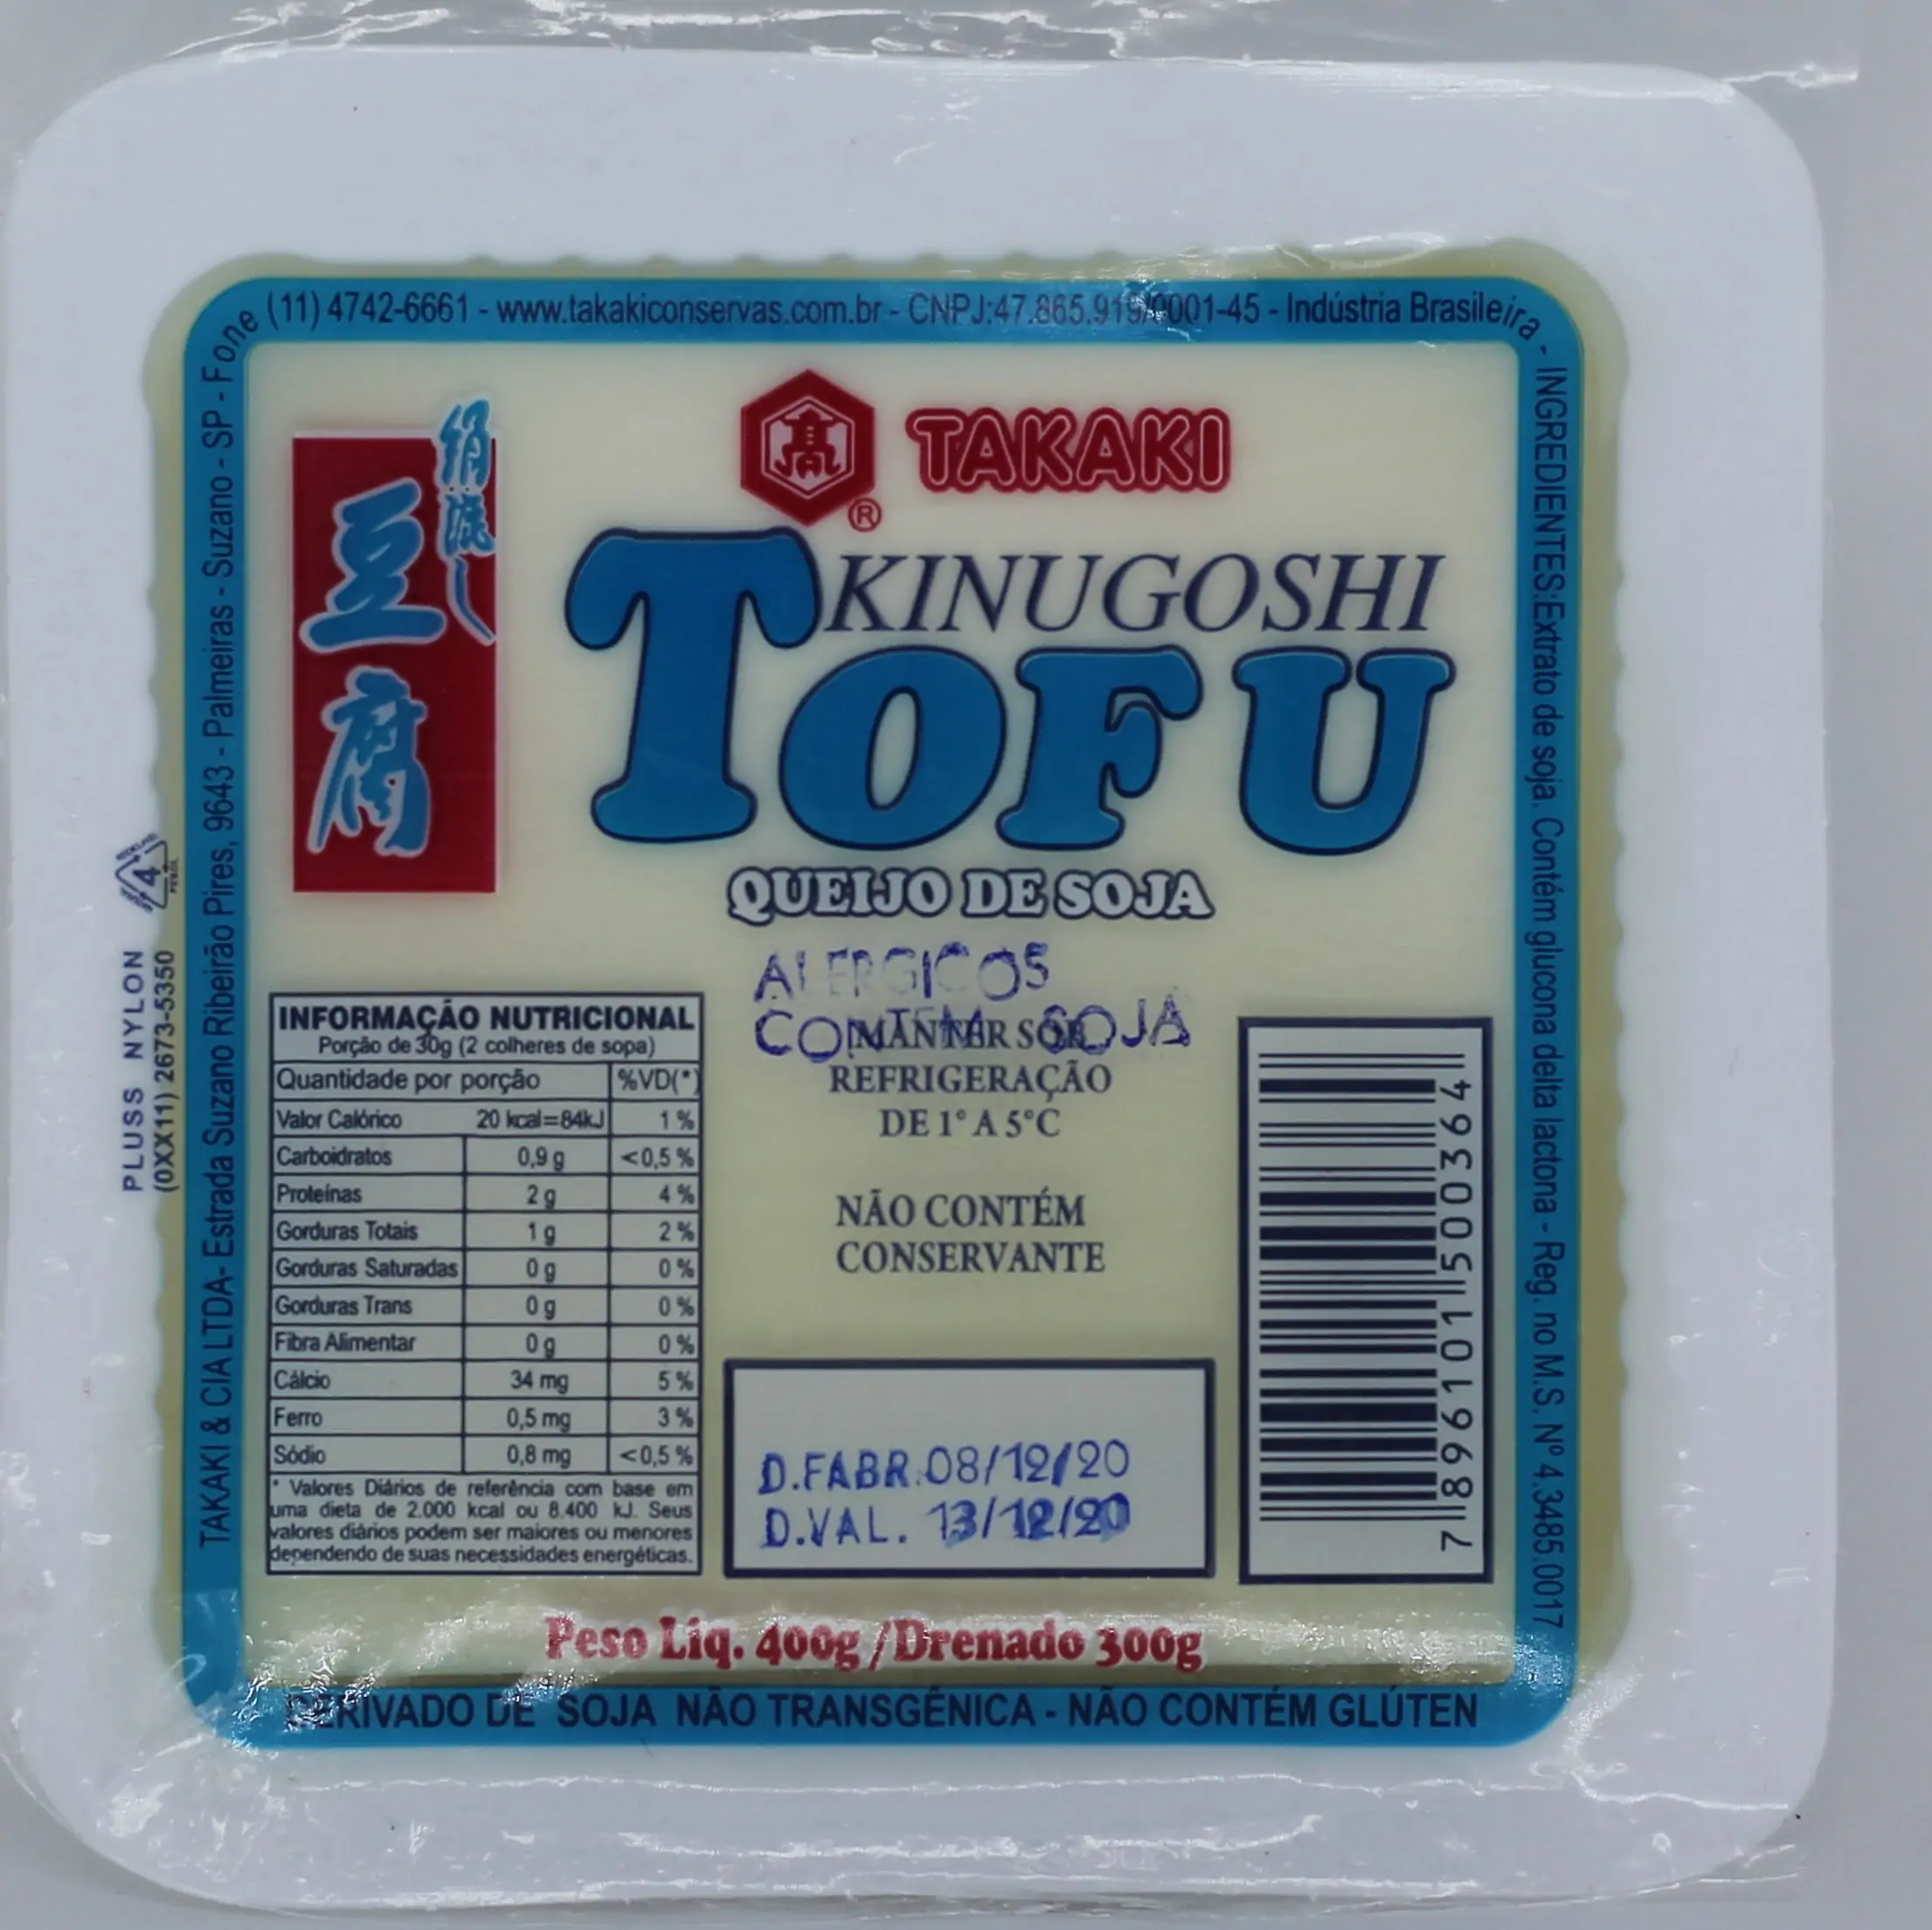 TAKAKI & CIA LTDA- Estrada Suzano Ribeirão Pires, 9643 - Palmeiras - Suzano - SP - Fone (11) 4742-6661 - www.takakiconservas.com.br - CNPJ:47.865.919/0001-45 - Indústria Brasileira - INGREDIENTES:Extrato de soja. Contém glucona delta lactona - Reg. no M.S. Nº 4.3485.0017
絹漉し
豆腐
髙
TAKAKI
®
KINUGOSHI
TOFU
QUEIJO DE SOJA
ALERGICOS
CONTEM SOJA
MANTER SOB
REFRIGERAÇÃO
DE 1° A 5°C
NÃO CONTÉM
CONSERVANTE
INFORMAÇÃO NUTRICIONAL
Porção de 30g (2 colheres de sopa)
Quantidade por porção %VD(*)
Valor Calórico 20 kcal=84kJ 1 %
Carboidratos 0,9 g <0,5 %
Proteínas 2 g 4 %
Gorduras Totais 1 g 2 %
Gorduras Saturadas 0 g 0 %
Gorduras Trans 0 g 0 %
Fibra Alimentar 0 g 0 %
Cálcio 34 mg 5 %
Ferro 0,5 mg 3 %
Sódio 0,8 mg <0,5 %
* Valores Diários de referência com base em
uma dieta de 2.000 kcal ou 8.400 kJ. Seus
valores diários podem ser maiores ou menores
dependendo de suas necessidades energéticas.
D.FABR.08/12/20
D.VAL. 13/12/20
7 896101 500364
Peso Liq. 400g /Drenado 300g
DERIVADO DE SOJA NÃO TRANSGÊNICA - NÃO CONTÉM GLÚTEN
PLUSS NYLON
(0XX11) 2673-5350
4